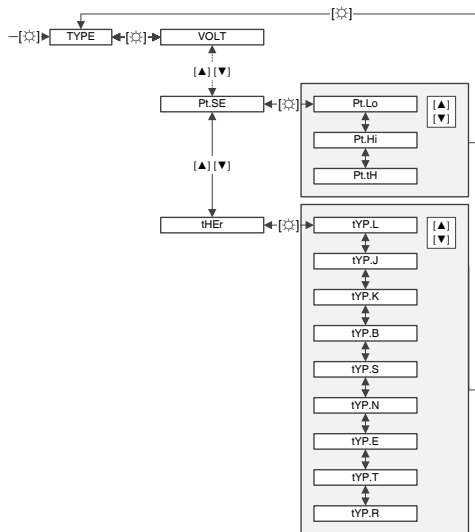 [☼]
[☼] TYPE [☼] VOLT
[▲] [▼]
Pt.SE [☼] Pt.Lo [▲]
[▼]
Pt.Hi
[▲] [▼]
Pt.tH
tHEr [☼] tYP.L [▲]
[▼]
tYP.J
tYP.K
tYP.B
tYP.S
tYP.N
tYP.E
tYP.T
tYP.R